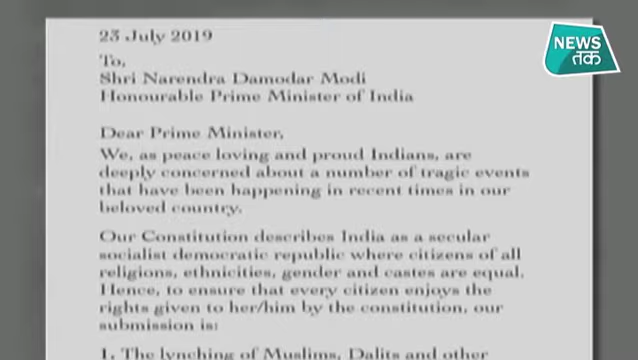 23 July 2019
To,
Shri Narendra Damodar Modi
Honourable Prime Minister of India
Dear Prime Minister,
We, as peace loving and proud Indians, are
deeply concerned about a number of tragic events
that have been happening in recent times in our
beloved country.
Our Constitution describes India as a secular
socialist democratic republic where citizens of all
religions, ethnicities, gender and castes are equal.
Hence, to ensure that every citizen enjoys the
rights given to her/him by the constitution, our
submission is:
1. The lynching of Muslims, Dalits and other
NEWS
तक